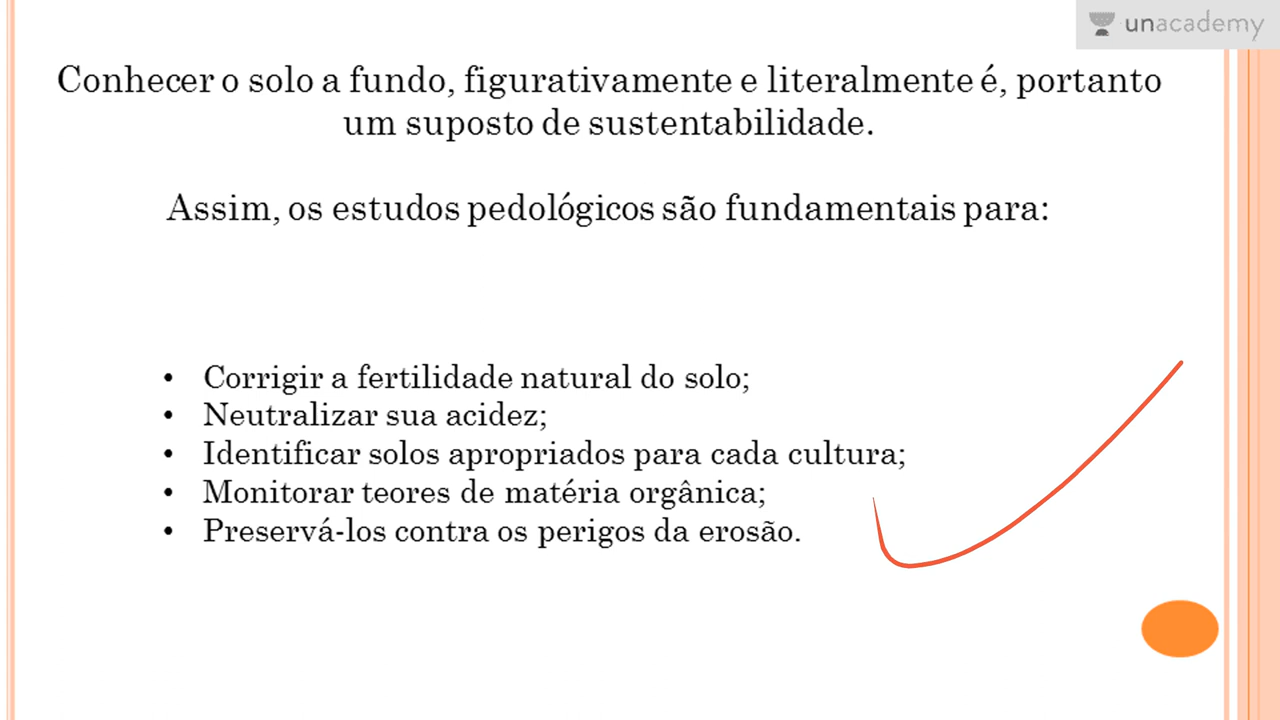 unacademy
Conhecer o solo a fundo, figurativamente e literalmente é, portanto
um suposto de sustentabilidade.
Assim, os estudos pedológicos são fundamentais para:
• Corrigir a fertilidade natural do solo;
• Neutralizar sua acidez;
• Identificar solos apropriados para cada cultura;
• Monitorar teores de matéria orgânica;
• Preservá-los contra os perigos da erosão.